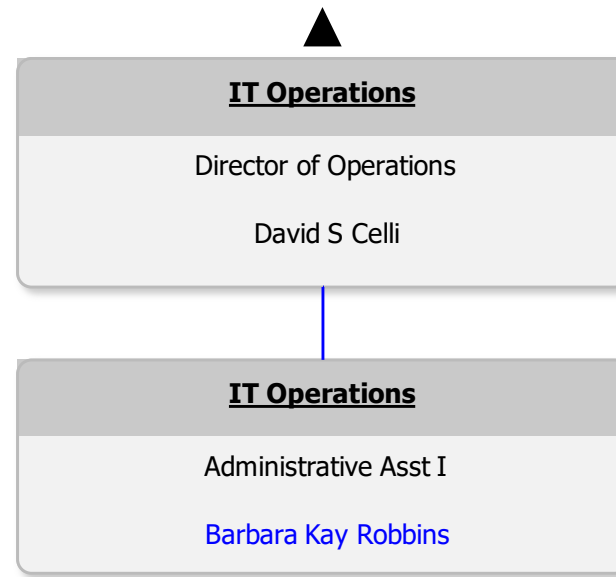 IT Operations
Director of Operations
David S Celli
IT Operations
Administrative Asst I
Barbara Kay Robbins